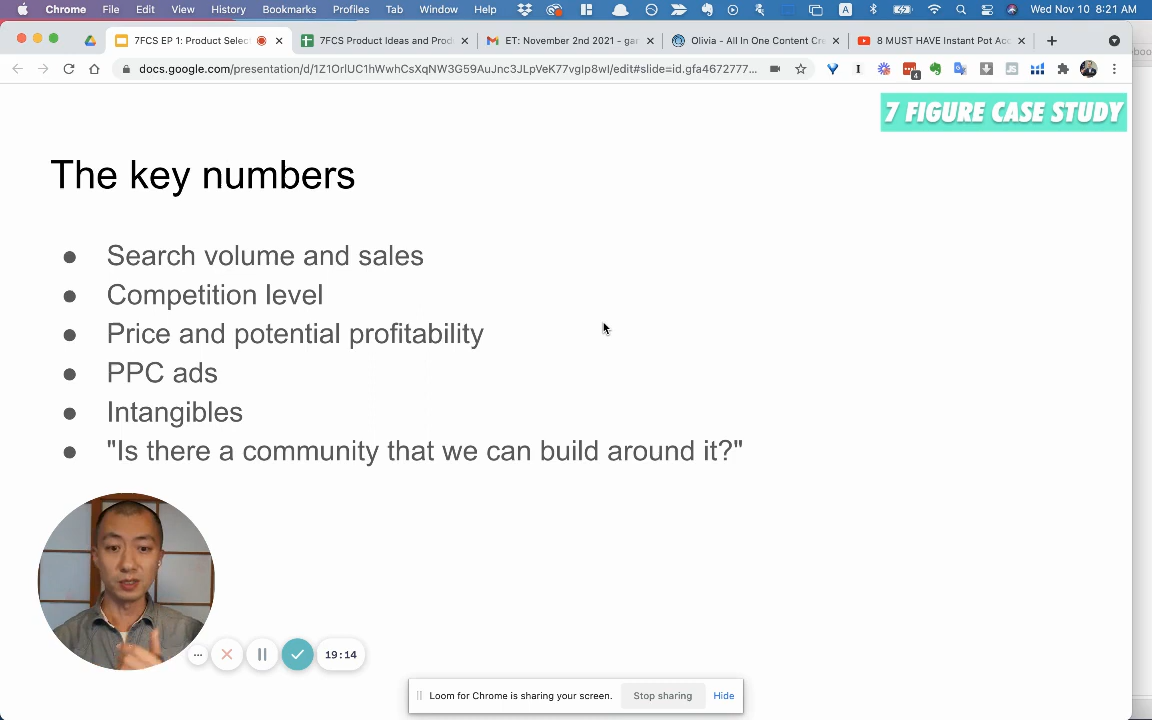 Chrome File Edit View History Bookmarks Profiles Tab Window Help A Wed Nov 10 8:21 AM
7FCS EP 1: Product Selec 7FCS Product Ideas and Prod ET: November 2nd 2021 - gar Olivia - All In One Content Cr 8 MUST HAVE Instant Pot Acc
docs.google.com/presentation/d/1Z1OrlUC1hWwhCsXqNW3G59AuJnc3JLpVeK77vgIp8wI/edit#slide=id.gfa4672777... I 4 JS
7 FIGURE CASE STUDY
The key numbers
● Search volume and sales
● Competition level
● Price and potential profitability
● PPC ads
● Intangibles
● "Is there a community that we can build around it?"
19:14
Loom for Chrome is sharing your screen. Stop sharing Hide